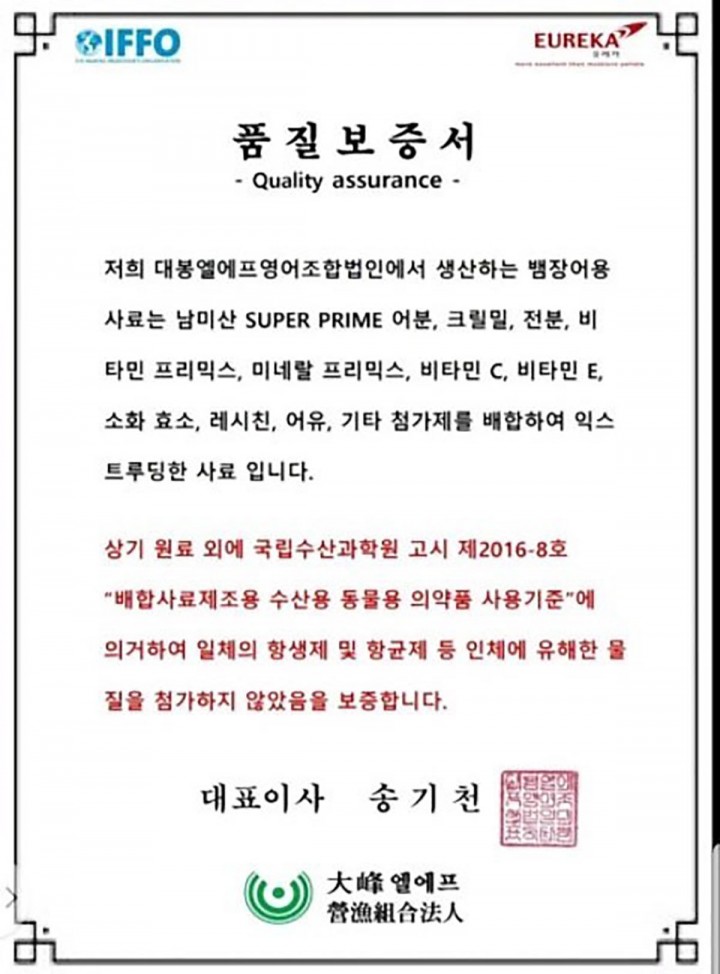 IFFO
EUREKA
유레카
품질보증서
- Quality assurance -
저희 대봉엘에프영어조합법인에서 생산하는 뱀장어용
사료는 남미산 SUPER PRIME 어분, 크릴밀, 전분, 비
타민 프리믹스, 미네랄 프리믹스, 비타민 C, 비타민 E,
소화 효소, 레시친, 어유, 기타 첨가제를 배합하여 익스
트루딩한 사료 입니다.
상기 원료 외에 국립수산과학원 고시 제2016-8호
"배합사료제조용 수산용 동물용 의약품 사용기준"에
의거하여 일체의 항생제 및 항균제 등 인체에 유해한 물
질을 첨가하지 않았음을 보증합니다.
대표이사 송기천
大峰 엘에프
營漁組合法人